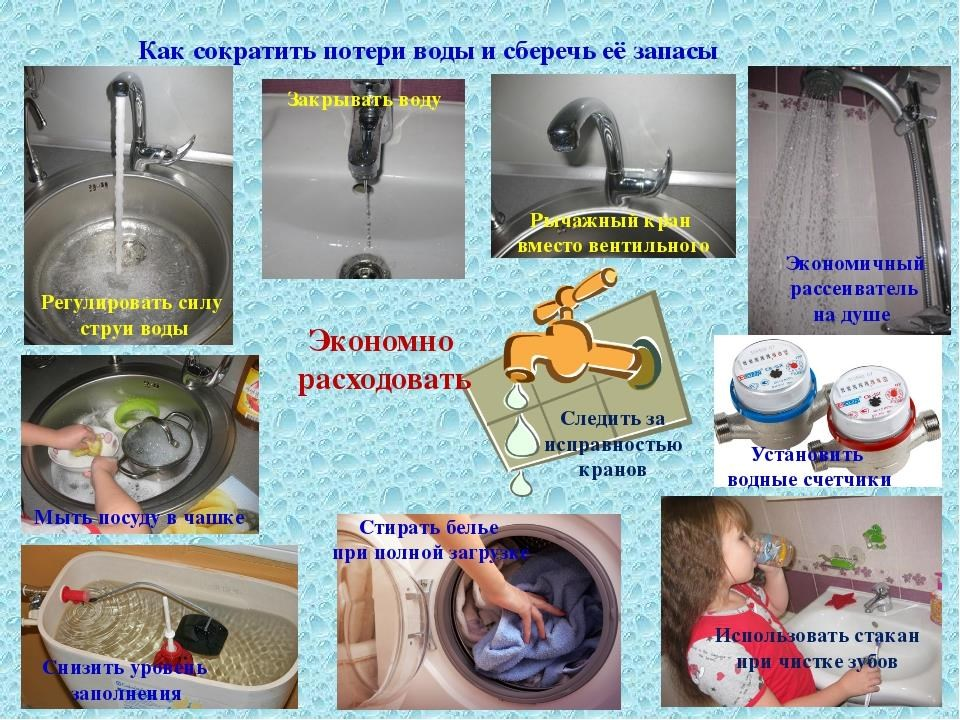 Как сократить потери воды и сберечь её запасы
Закрывать воду
Регулировать силу
струи воды
Рычажный кран
вместо вентильного
Экономичный
рассеиватель
на душе
Экономно
расходовать
Следить за
исправностью
кранов
Установить
водные счетчики
Мыть посуду в чашке
Стирать белье
при полной загрузке
Использовать стакан
при чистке зубов
Снизить уровень
заполнения